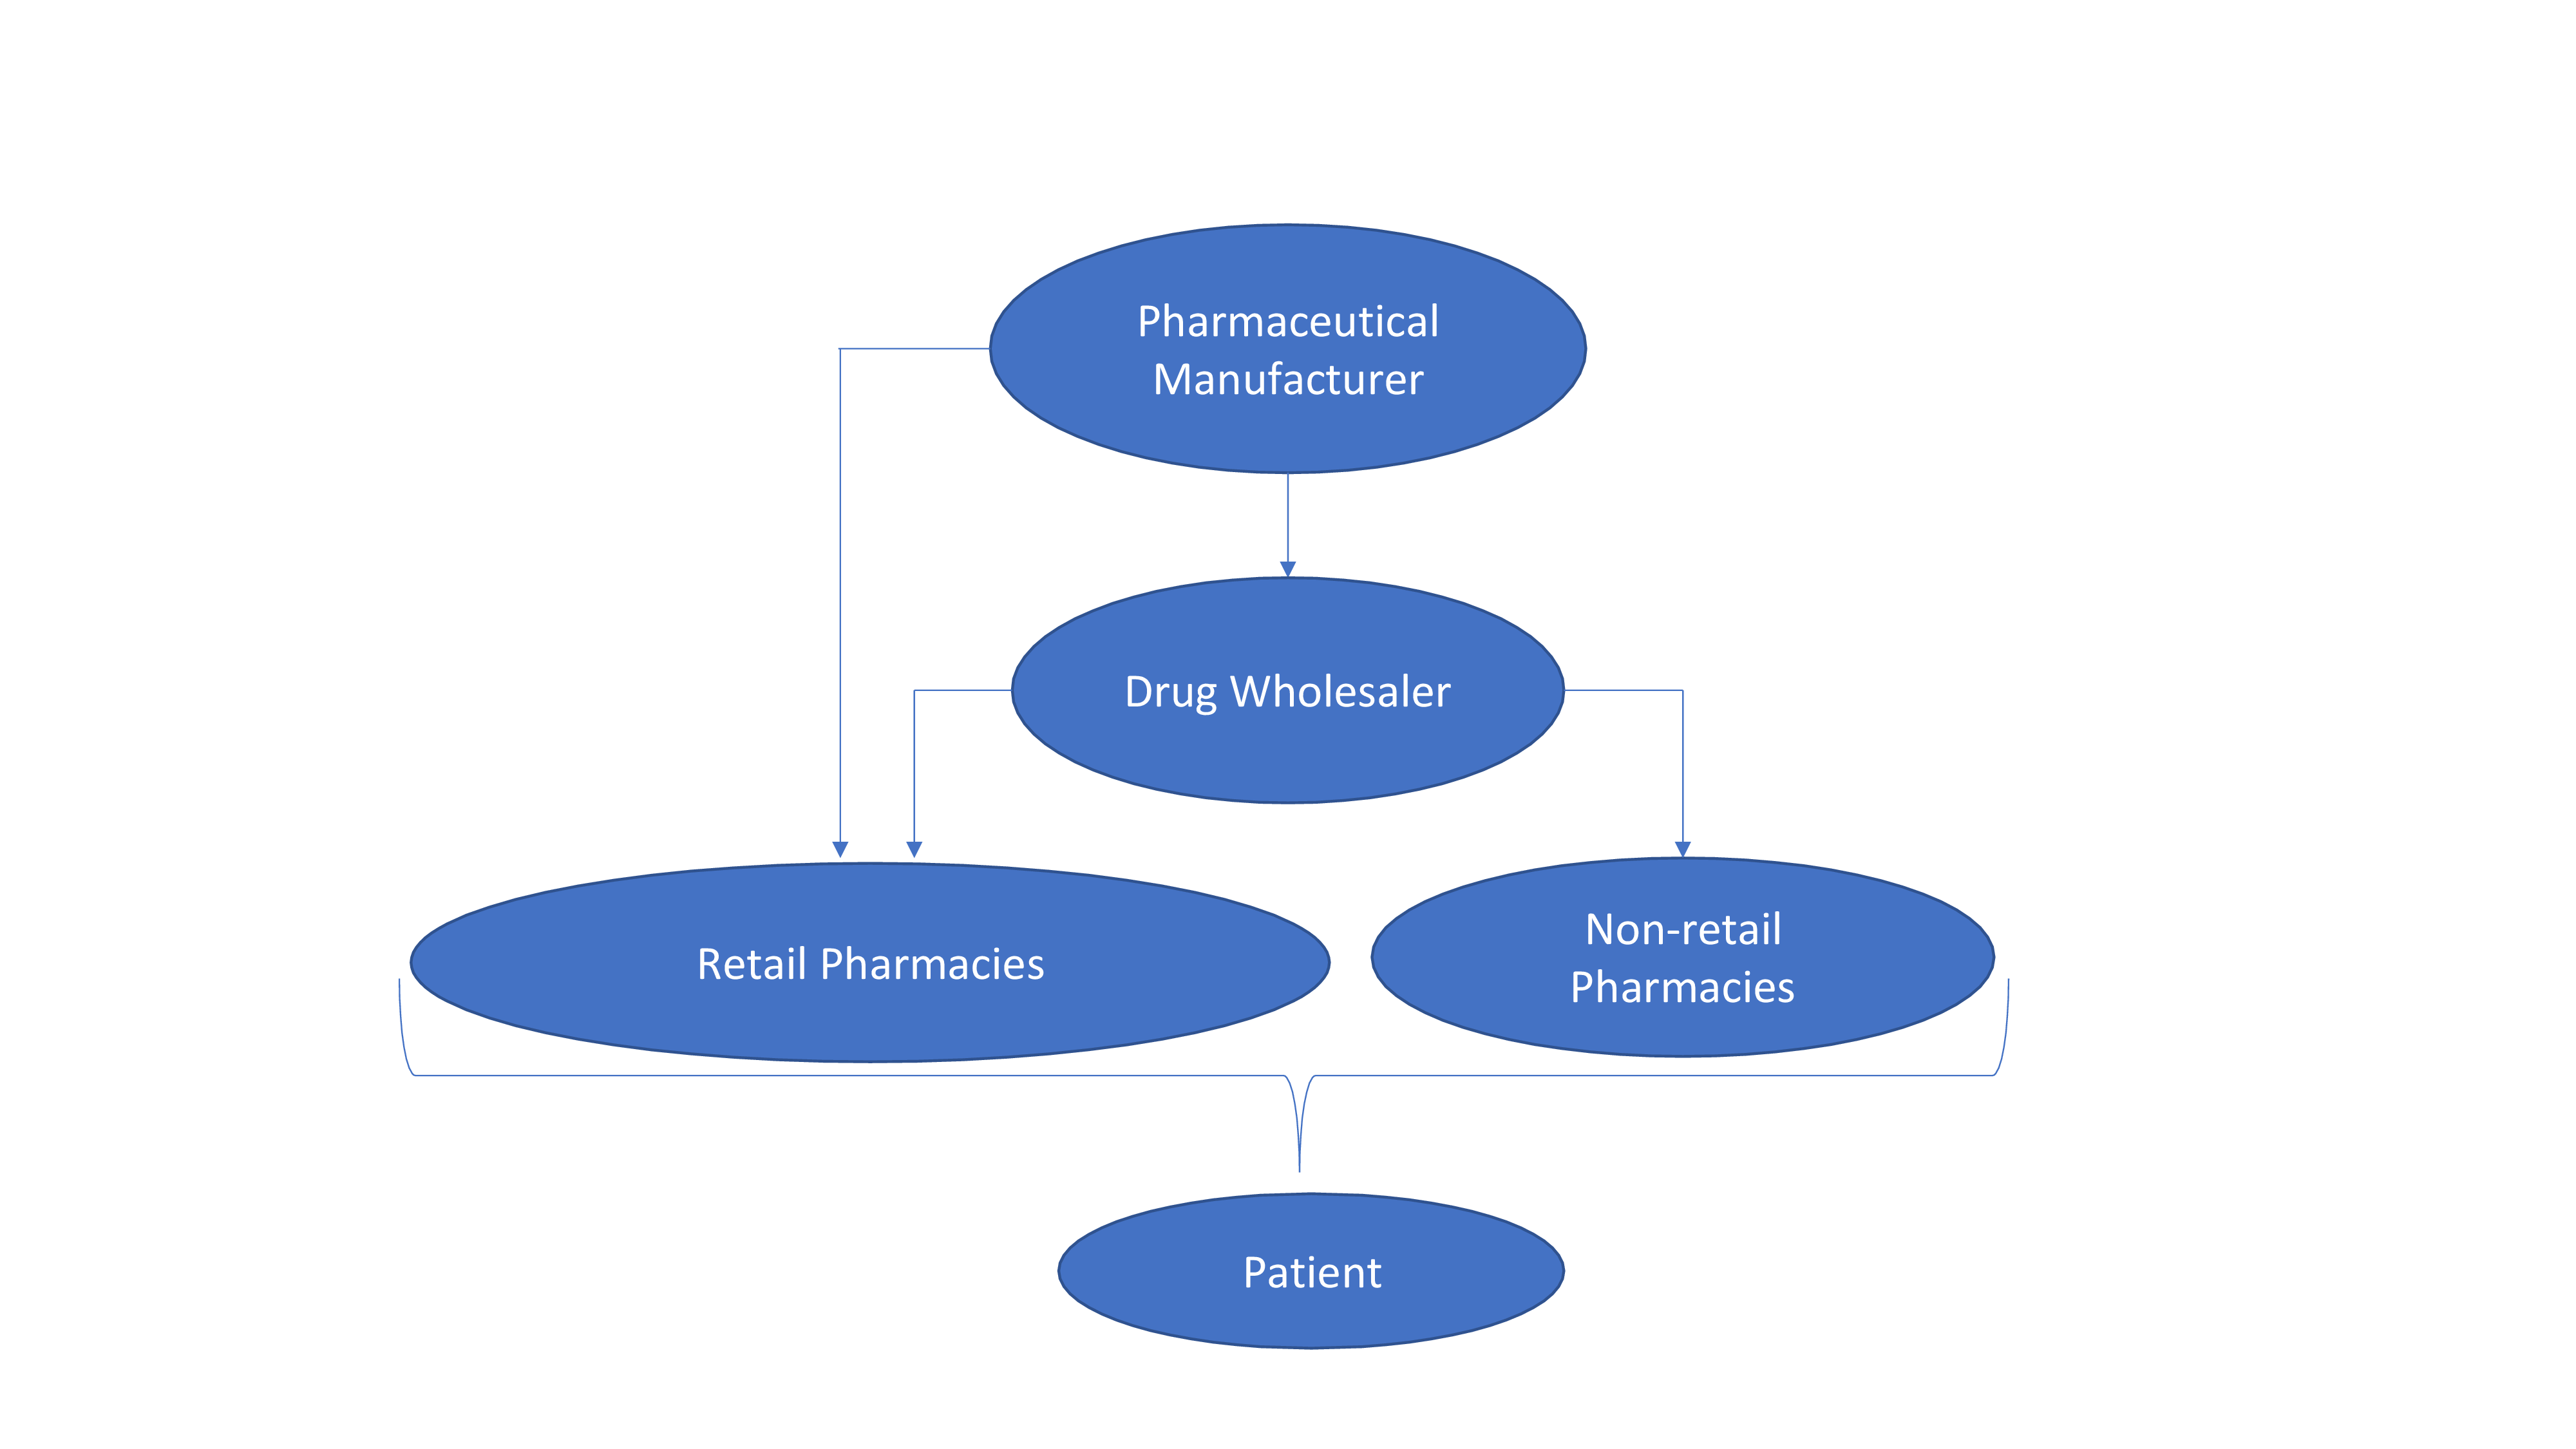 Pharmaceutical
Manufacturer
Drug Wholesaler
Retail Pharmacies
Non-retail
Pharmacies
Patient